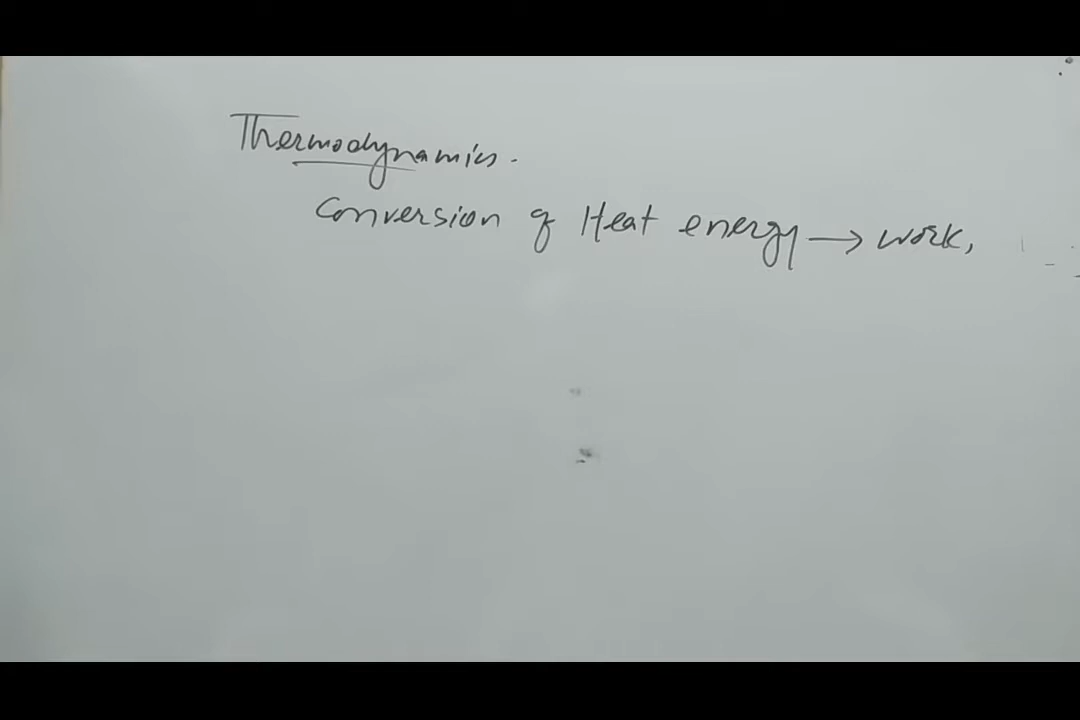 Thermodynamics.
Conversion of Heat energy → work,